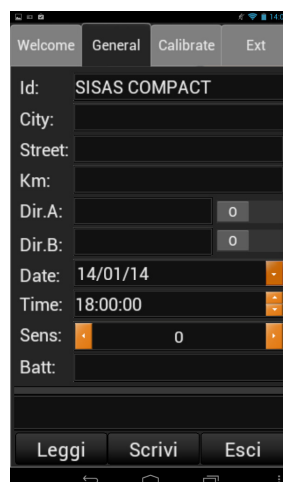 14:0
Welcome General Calibrate Ext
Id: SISAS COMPACT
City:
Street:
Km:
Dir.A: O
Dir.B: O
Date: 14/01/14
Time: 18:00:00
Sens: 0
Batt:
Leggi Scrivi Esci